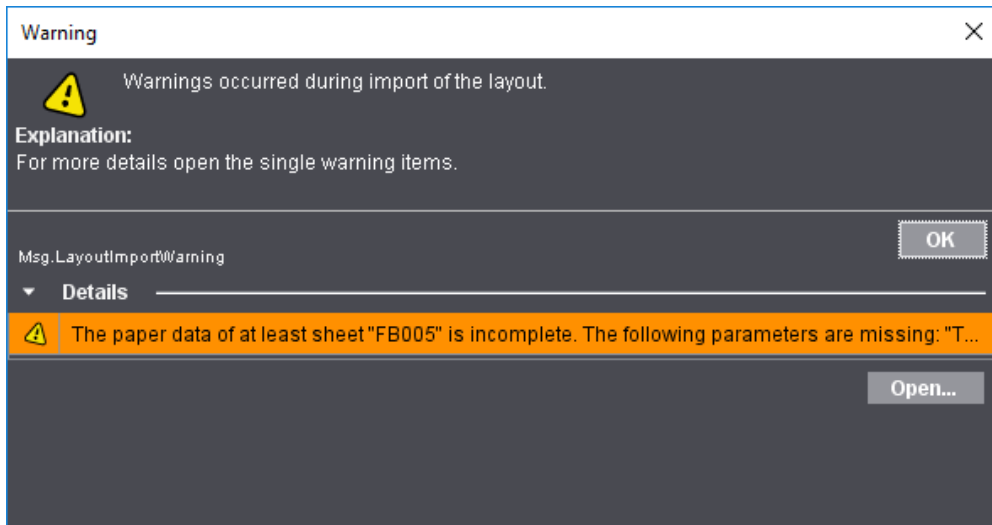 Warning
Warnings occurred during import of the layout.
Explanation:
For more details open the single warning items.
OK
Msg.LayoutImportWarning
Details
The paper data of at least sheet "FB005" is incomplete. The following parameters are missing: "T...
Open...